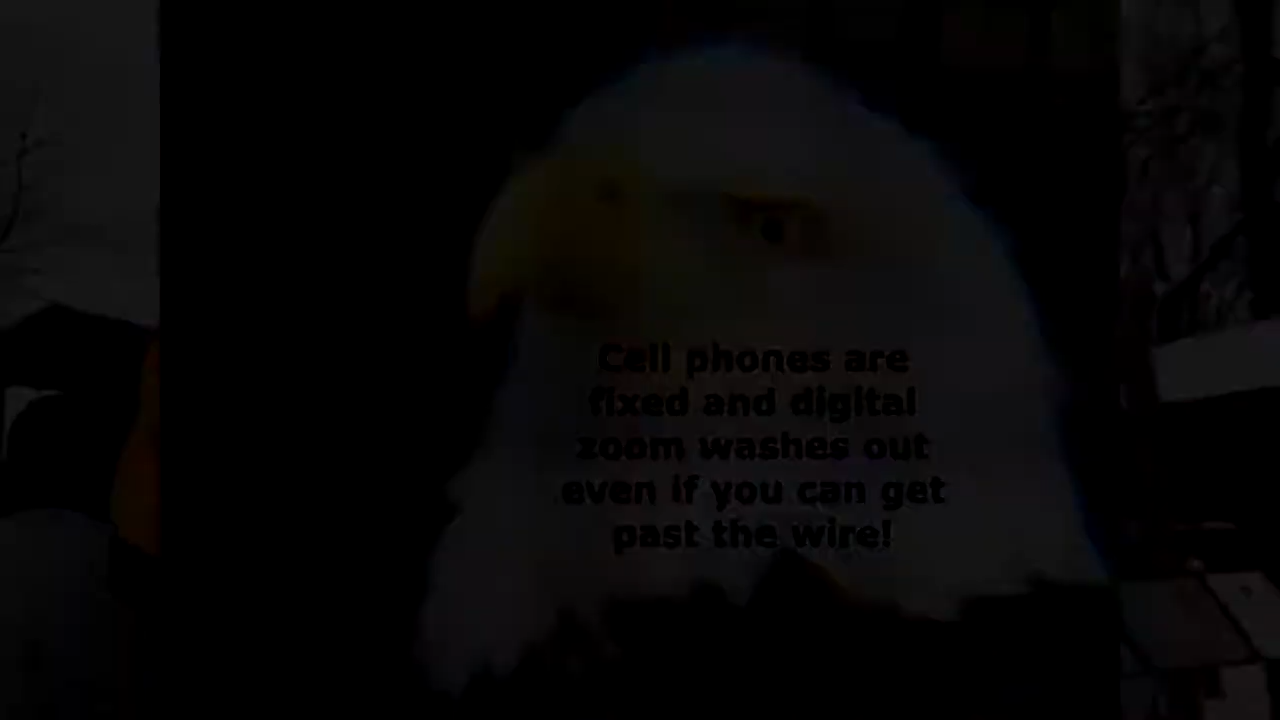 Cell phones are
fixed and digital
zoom washes out
even if you can get
past the wire!